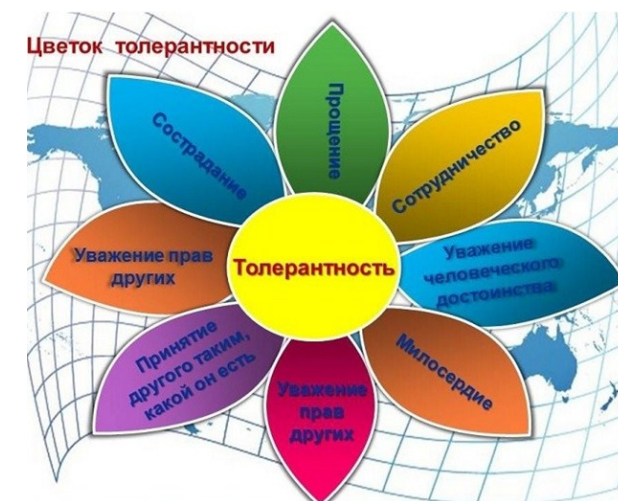 Цветок толерантности
Прощение
Сотрудничество
Уважение
человеческого
достоинства
Милосердие
Уважение
прав
других
Принятие
другого таким,
какой он есть
Уважение прав
других
Сострадание
Толерантность